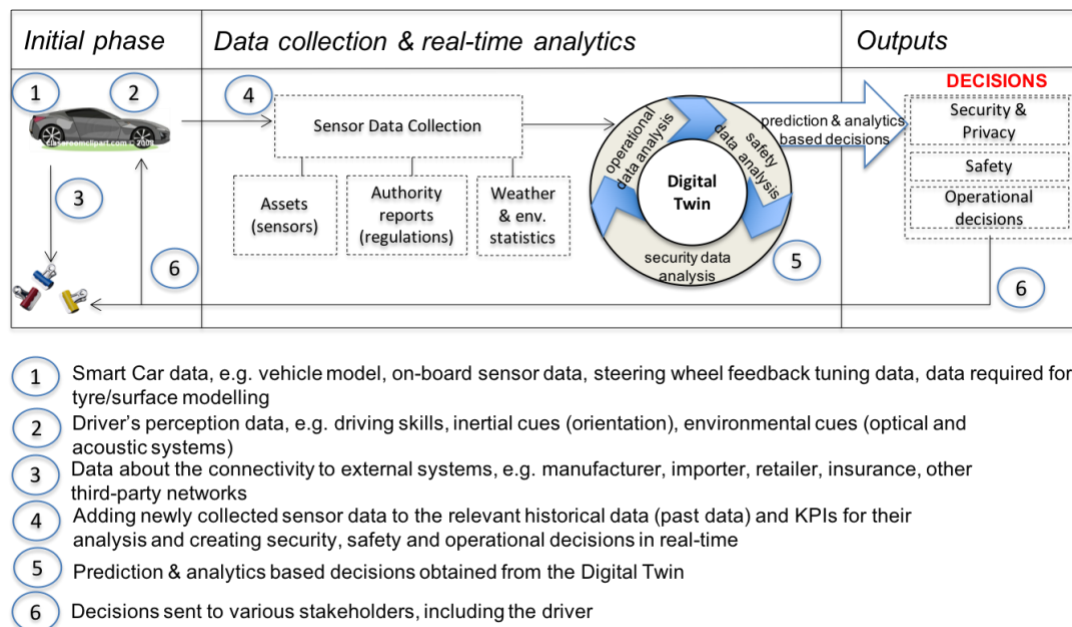 Initial phase
Data collection & real-time analytics
Outputs
1
2
4
Sensor Data Collection
Assets
(sensors)
Authority
reports
(regulations)
Weather
& env.
statistics
operational
data analysis
safety
data analysis
security data
analysis
Digital
Twin
5
prediction & analytics
based decisions
DECISIONS
Security &
Privacy
Safety
Operational
decisions
3
6
6
1
Smart Car data, e.g. vehicle model, on-board sensor data, steering wheel feedback tuning data, data required for
tyre/surface modelling
2
Driver's perception data, e.g. driving skills, inertial cues (orientation), environmental cues (optical and
acoustic systems)
3
Data about the connectivity to external systems, e.g. manufacturer, importer, retailer, insurance, other
third-party networks
4
Adding newly collected sensor data to the relevant historical data (past data) and KPIs for their
analysis and creating security, safety and operational decisions in real-time
5
Prediction & analytics based decisions obtained from the Digital Twin
6
Decisions sent to various stakeholders, including the driver